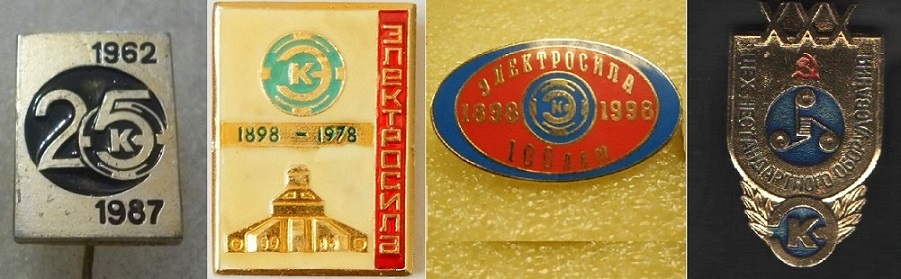 1962
25
К
1987
ЭЛЕКТРОСИЛА
К
1898 - 1978
ЭЛЕКТРОСИЛА
К
1898 1998
100 лет
XXX
ЦЕХ НЕСТАНДАРТНОГО ОБОРУДОВАНИЯ
К